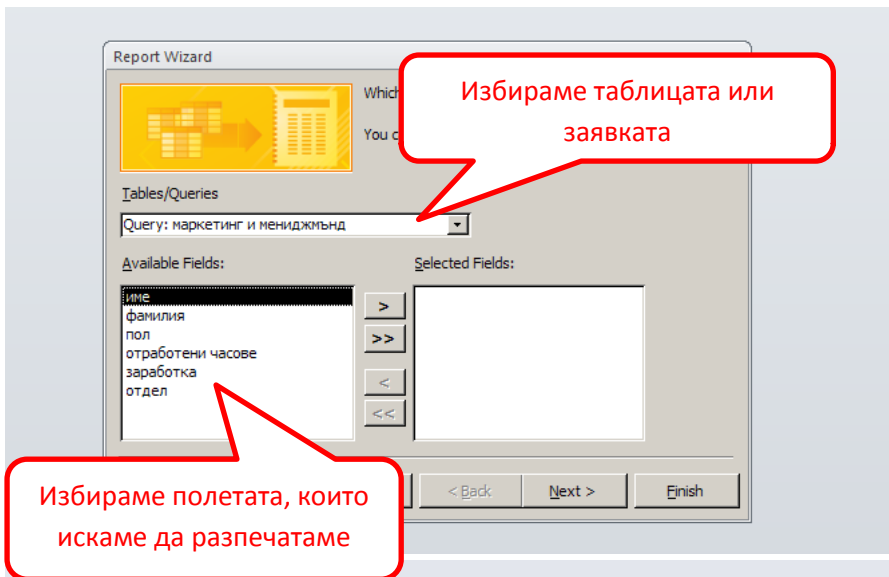 Report Wizard
Which
You c
Избираме таблицата или
заявката
Tables/Queries
Query: маркетинг и мениджмънд
Available Fields:
Selected Fields:
име
фамилия
пол
отработени часове
заработка
отдел
>
>>
<
<<
Избираме полетата, които
искаме да разпечатаме
< Back
Next >
Finish